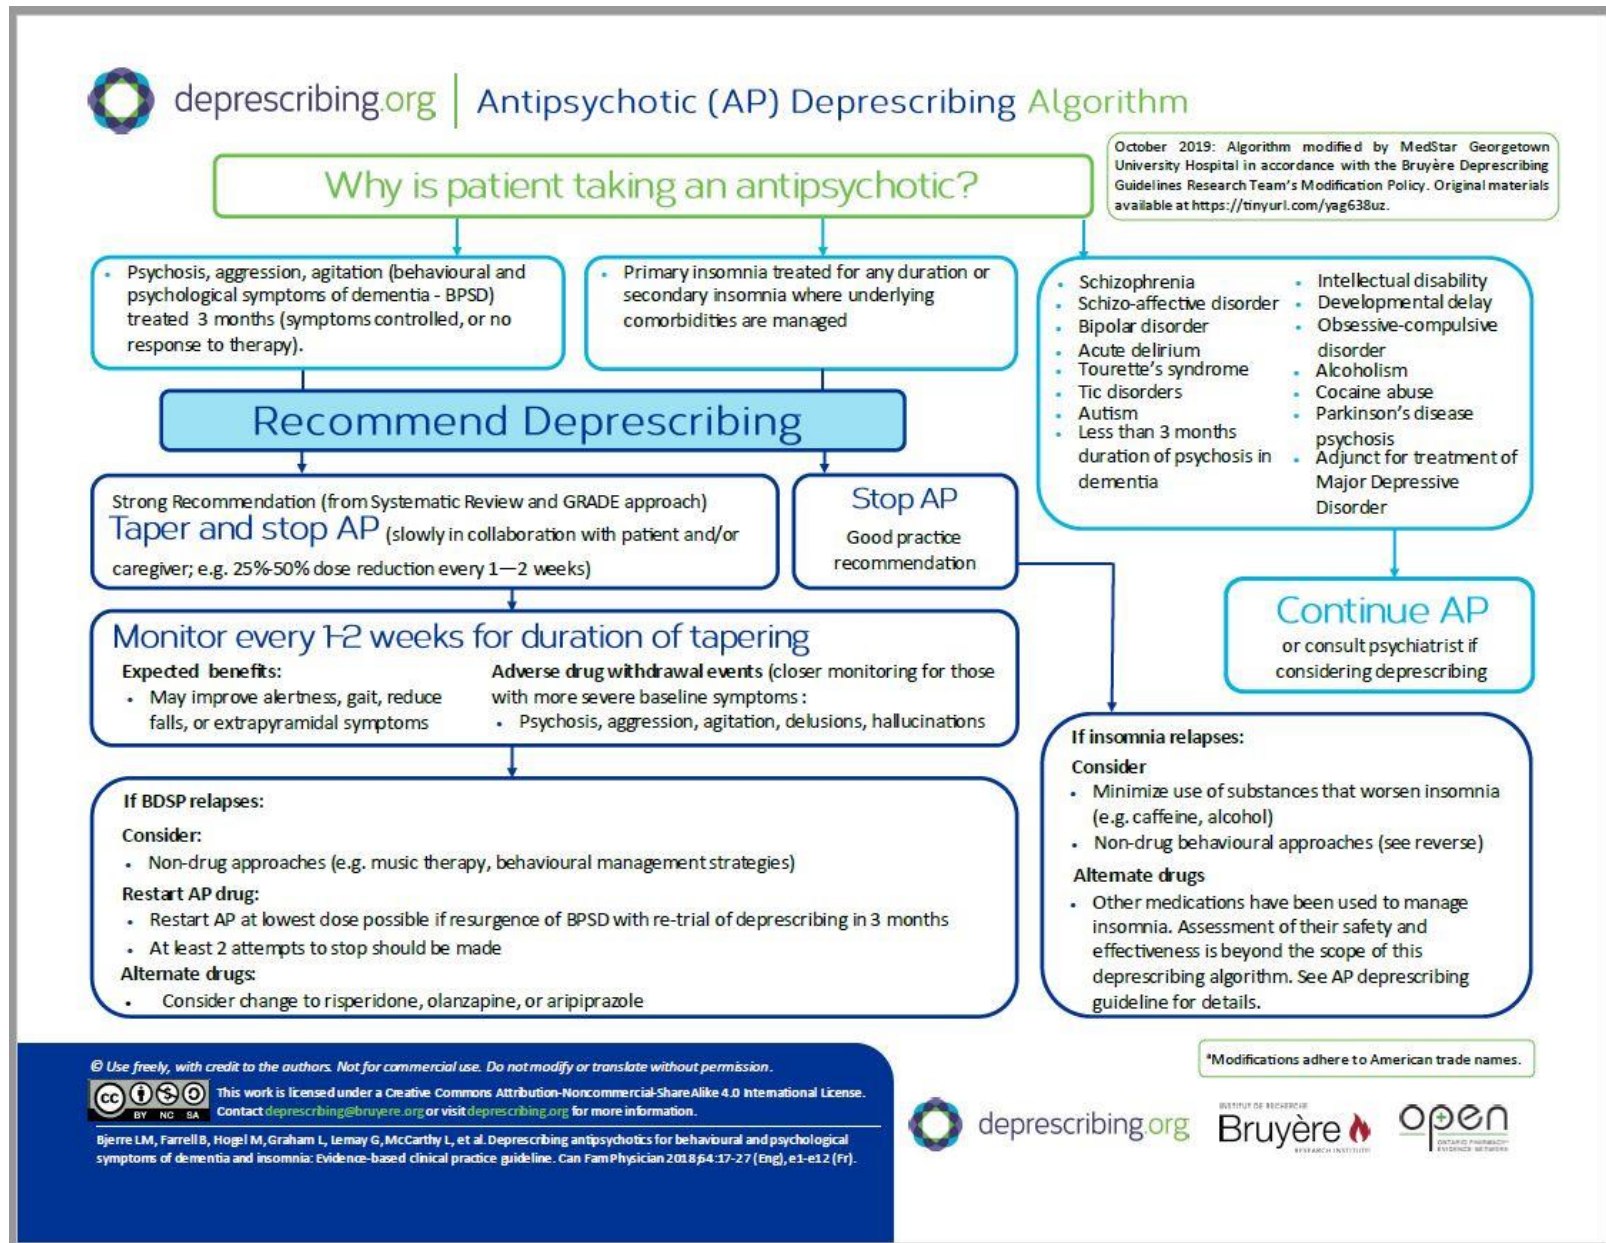 deprescribing.org | Antipsychotic (AP) Deprescribing Algorithm
October 2019: Algorithm modified by MedStar Georgetown
University Hospital in accordance with the Bruyère Deprescribing
Guidelines Research Team's Modification Policy. Original materials
available at https://tinyurl.com/yag638uz.
Why is patient taking an antipsychotic?
• Psychosis, aggression, agitation (behavioural and
psychological symptoms of dementia - BPSD)
treated 3 months (symptoms controlled, or no
response to therapy).
• Primary insomnia treated for any duration or
secondary insomnia where underlying
comorbidities are managed
• Schizophrenia
• Schizo-affective disorder
• Bipolar disorder
• Acute delirium
• Tourette's syndrome
• Tic disorders
• Autism
• Less than 3 months
duration of psychosis in
dementia
• Intellectual disability
• Developmental delay
• Obsessive-compulsive
disorder
• Alcoholism
• Cocaine abuse
• Parkinson's disease
psychosis
• Adjunct for treatment of
Major Depressive
Disorder
Recommend Deprescribing
Strong Recommendation (from Systematic Review and GRADE approach)
Taper and stop AP (slowly in collaboration with patient and/or
caregiver; e.g. 25%-50% dose reduction every 1—2 weeks)
Stop AP
Good practice
recommendation
Continue AP
or consult psychiatrist if
considering deprescribing
Monitor every 1-2 weeks for duration of tapering
Expected benefits:
• May improve alertness, gait, reduce
falls, or extrapyramidal symptoms
Adverse drug withdrawal events (closer monitoring for those
with more severe baseline symptoms :
• Psychosis, aggression, agitation, delusions, hallucinations
If BDSP relapses:
Consider:
• Non-drug approaches (e.g. music therapy, behavioural management strategies)
Restart AP drug:
• Restart AP at lowest dose possible if resurgence of BPSD with re-trial of deprescribing in 3 months
• At least 2 attempts to stop should be made
Alternate drugs:
• Consider change to risperidone, olanzapine, or aripiprazole
If insomnia relapses:
Consider
• Minimize use of substances that worsen insomnia
(e.g. caffeine, alcohol)
• Non-drug behavioural approaches (see reverse)
Alternate drugs
• Other medications have been used to manage
insomnia. Assessment of their safety and
effectiveness is beyond the scope of this
deprescribing algorithm. See AP deprescribing
guideline for details.
© Use freely, with credit to the authors. Not for commercial use. Do not modify or translate without permission.
cc BY NC SA
This work is licensed under a Creative Commons Attribution-Noncommercial-ShareAlike 4.0 International License.
Contact deprescribing@bruyere.org or visit deprescribing.org for more information.
Bjerre LM, Farrell B, Hogel M, Graham L, Lemay G, McCarthy L, et al. Deprescribing antipsychotics for behavioural and psychological
symptoms of dementia and insomnia: Evidence-based clinical practice guideline. Can Fam Physician 2018;64:17-27 (Eng), e1-e12 (Fr).
ªModifications adhere to American trade names.
deprescribing.org
INSTITUT DE RECHERCHE
Bruyère
RESEARCH INSTITUTE
open
ONTARIO PHARMACY
EVIDENCE NETWORK